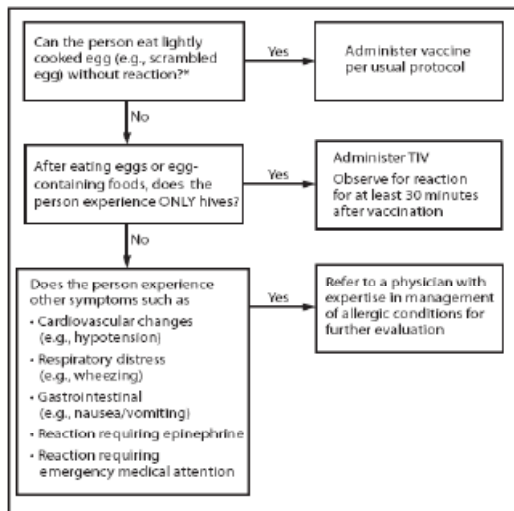 Can the person eat lightly
cooked egg (e.g., scrambled
egg) without reaction?*
Yes
Administer vaccine
per usual protocol
No
After eating eggs or egg-
containing foods, does the
person experience ONLY hives?
Yes
Administer TIV
Observe for reaction
for at least 30 minutes
after vaccination
No
Does the person experience
other symptoms such as
• Cardiovascular changes
(e.g., hypotension)
• Respiratory distress
(e.g., wheezing)
• Gastrointestinal
(e.g., nausea/vomiting)
• Reaction requiring epinephrine
• Reaction requiring
emergency medical attention
Yes
Refer to a physician with
expertise in management
of allergic conditions for
further evaluation